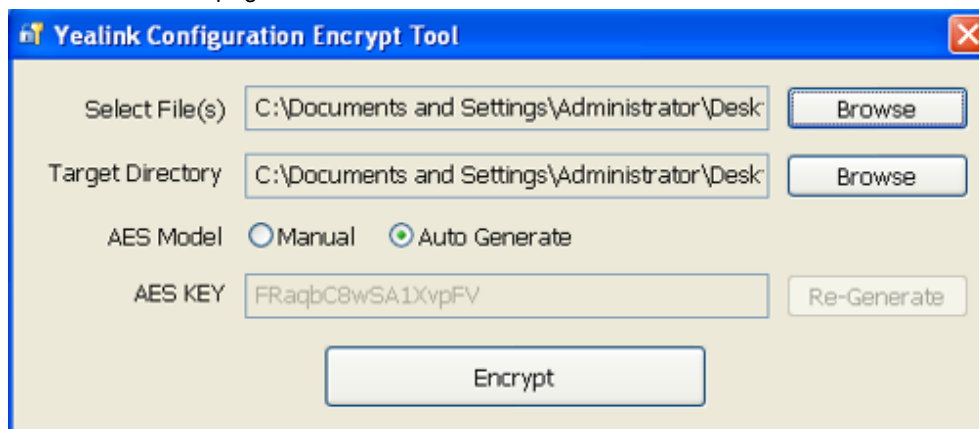 Yealink Configuration Encrypt Tool
Select File(s) C:\Documents and Settings\Administrator\Desk Browse
Target Directory C:\Documents and Settings\Administrator\Desk Browse
AES Model Manual Auto Generate
AES KEY FRaqbC8wSA1XvpFV Re-Generate
Encrypt